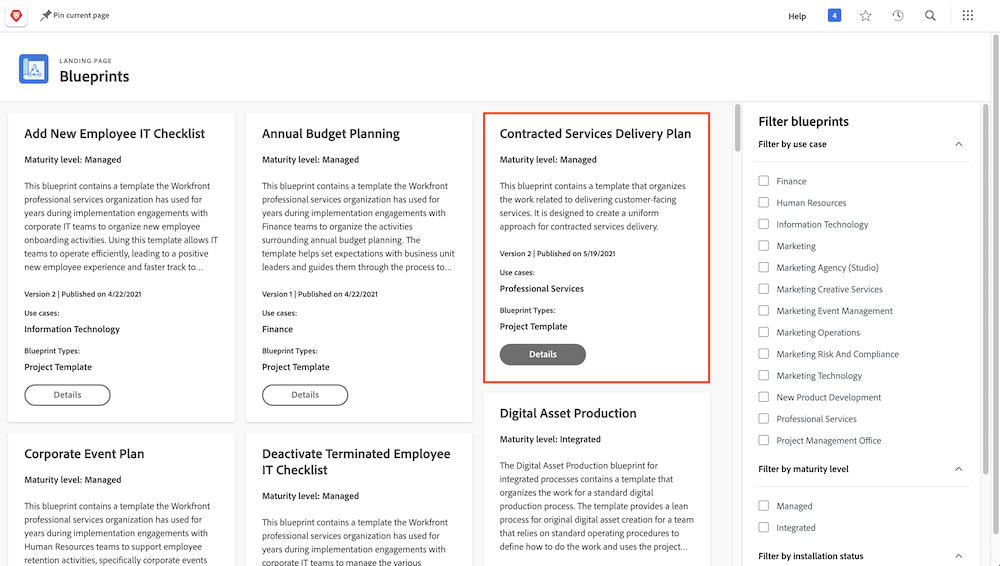 Pin current page
Help
4
LANDING PAGE
Blueprints
Add New Employee IT Checklist
Maturity level: Managed
This blueprint contains a template the Workfront
professional services organization has used for
years during implementation engagements with
corporate IT teams to organize new employee
onboarding activities. Using this template allows IT
teams to operate efficiently, leading to a positive
new employee experience and faster track to...
Version 2 | Published on 4/22/2021
Use cases:
Information Technology
Blueprint Types:
Project Template
Details
Annual Budget Planning
Maturity level: Managed
This blueprint contains a template the Workfront
professional services organization has used for
years during implementation engagements with
Finance teams to organize the activities
surrounding annual budget planning. The
template helps set expectations with business unit
leaders and guides them through the process to...
Version 1 | Published on 4/22/2021
Use cases:
Finance
Blueprint Types:
Project Template
Details
Contracted Services Delivery Plan
Maturity level: Managed
This blueprint contains a template that organizes
the work related to delivering customer-facing
services. It is designed to create a uniform
approach for contracted services delivery.
Version 2 | Published on 5/19/2021
Use cases:
Professional Services
Blueprint Types:
Project Template
Details
Corporate Event Plan
Maturity level: Managed
This blueprint contains a template the Workfront
professional services organization has used for
years during implementation engagements with
Human Resources teams to support employee
retention activities, specifically corporate events
Deactivate Terminated Employee
IT Checklist
Maturity level: Managed
This blueprint contains a template the Workfront
professional services organization has used for
years during implementation engagements with
corporate IT teams to manage the various
Digital Asset Production
Maturity level: Integrated
The Digital Asset Production blueprint for
integrated processes contains a template that
organizes the work for a standard digital
production process. The template provides a lean
process for original digital asset creation for a team
that relies on standard operating procedures to
define how to do the work and uses the project...
Filter blueprints
Filter by use case
Finance
Human Resources
Information Technology
Marketing
Marketing Agency (Studio)
Marketing Creative Services
Marketing Event Management
Marketing Operations
Marketing Risk And Compliance
Marketing Technology
New Product Development
Professional Services
Project Management Office
Filter by maturity level
Managed
Integrated
Filter by installation status